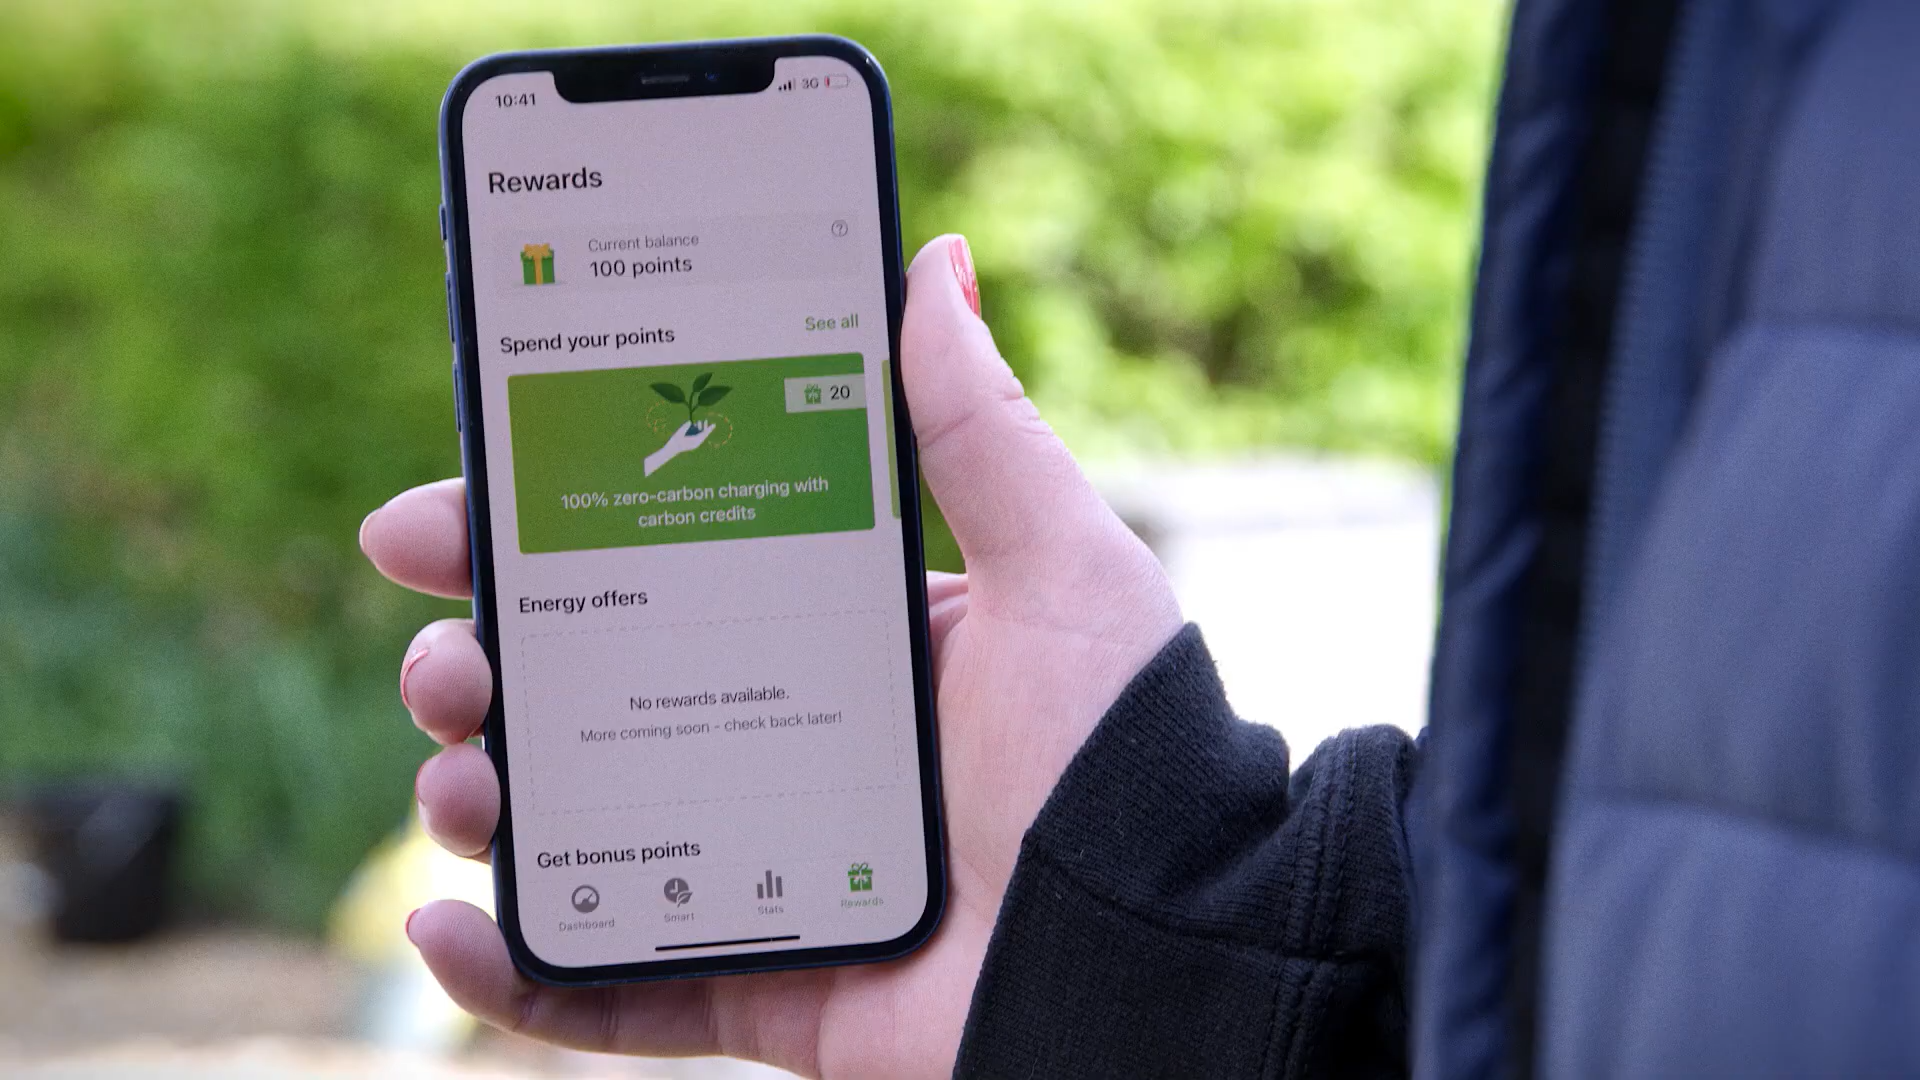 10:41
3G
Rewards
Current balance
100 points
Spend your points
See all
20
100% zero-carbon charging with
carbon credits
Energy offers
No rewards available.
More coming soon - check back later!
Get bonus points
Dashboard
Smart
Stats
Rewards